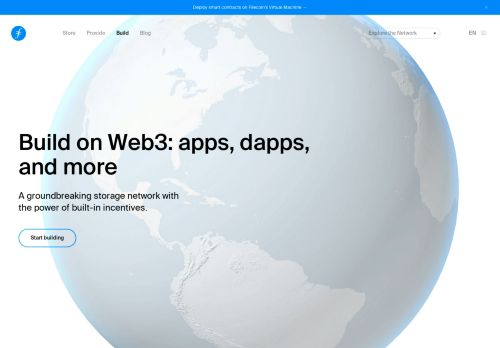 Deploy smart contracts on Filecoin's Virtual Machine →
Store Provide Build Blog
Explore the Network
EN
Build on Web3: apps, dapps,
and more
A groundbreaking storage network with
the power of built-in incentives.
Start building